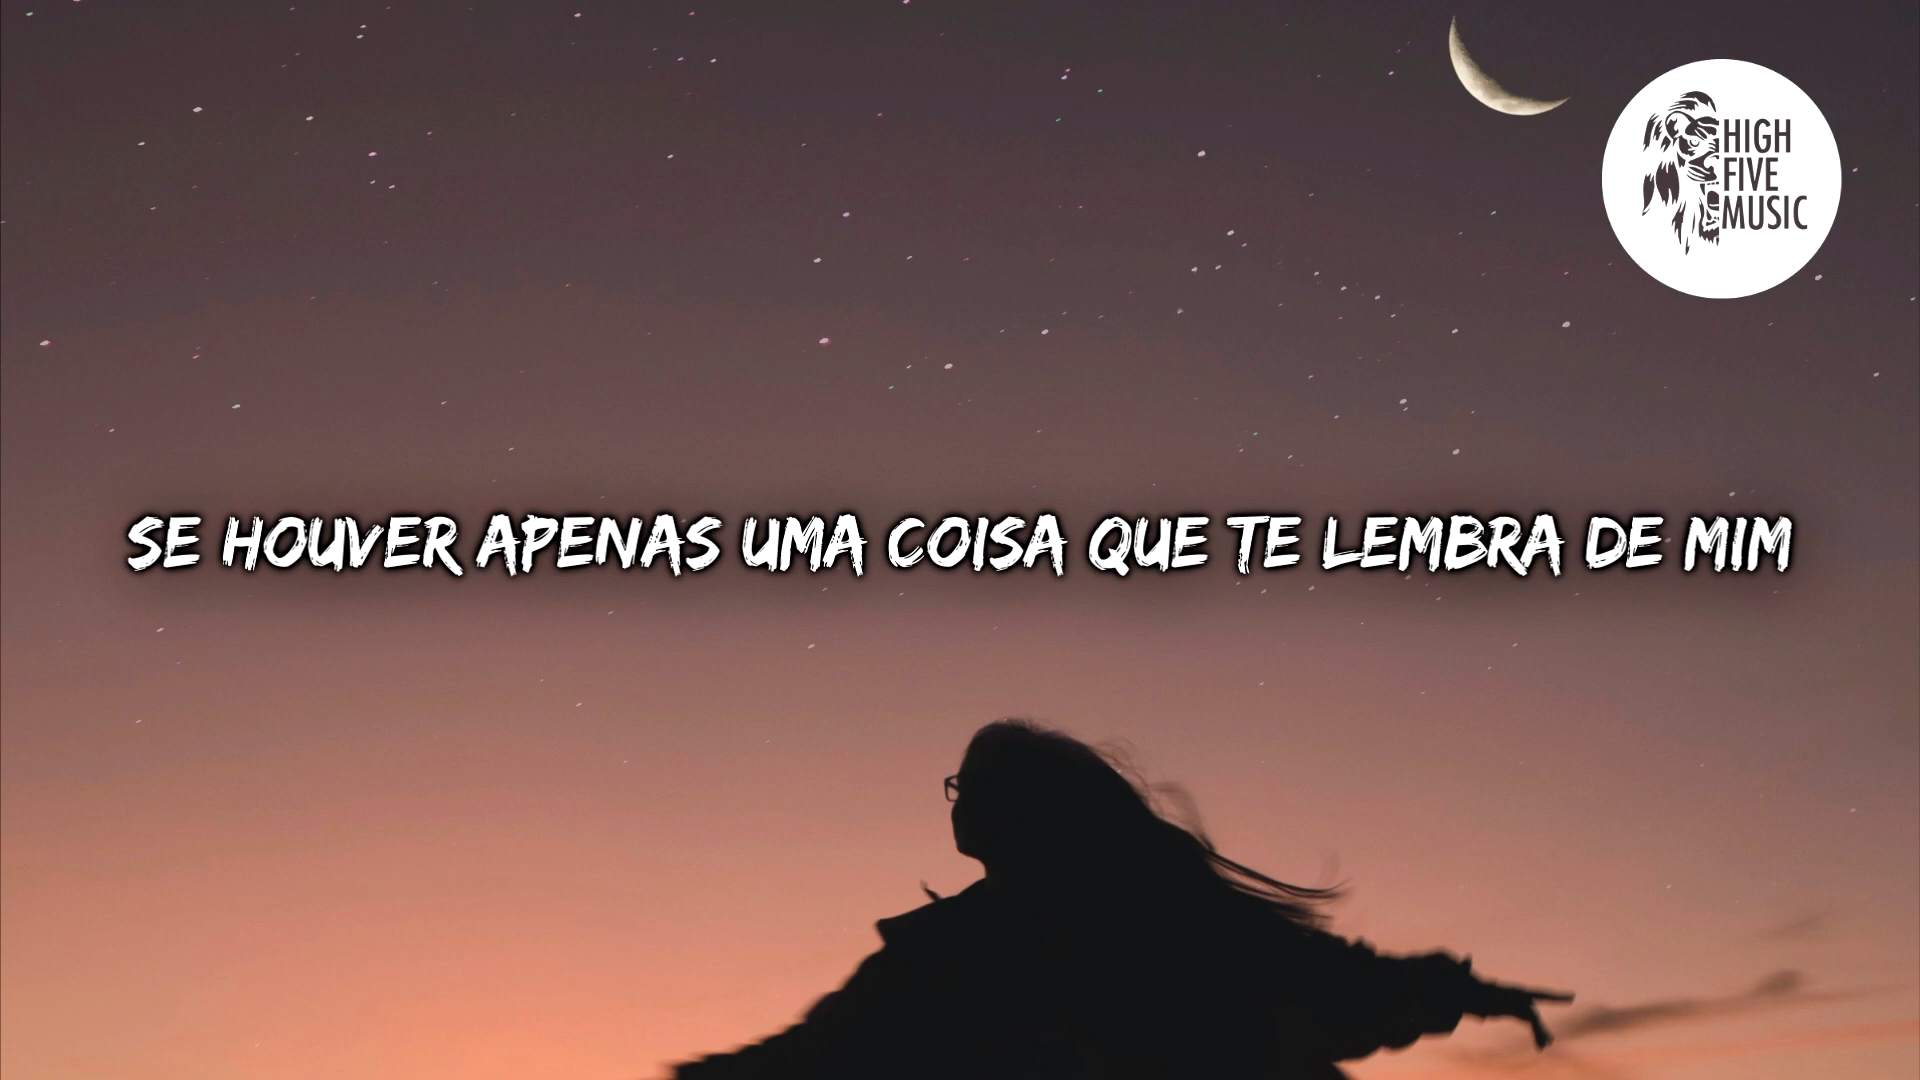 HIGH
FIVE
MUSIC
SE HOUVER APENAS UMA COISA QUE TE LEMBRA DE MIM